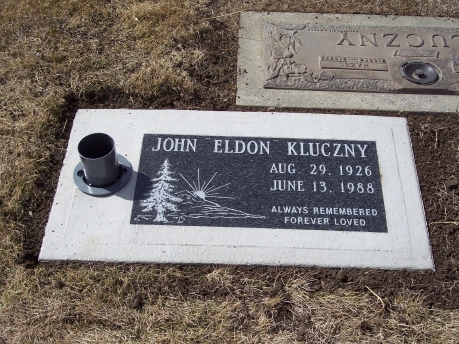 JOHN "ELDON" KLUCZNY
AUG. 29, 1926
JUNE 13, 1988
ALWAYS REMEMBERED
FOREVER LOVED